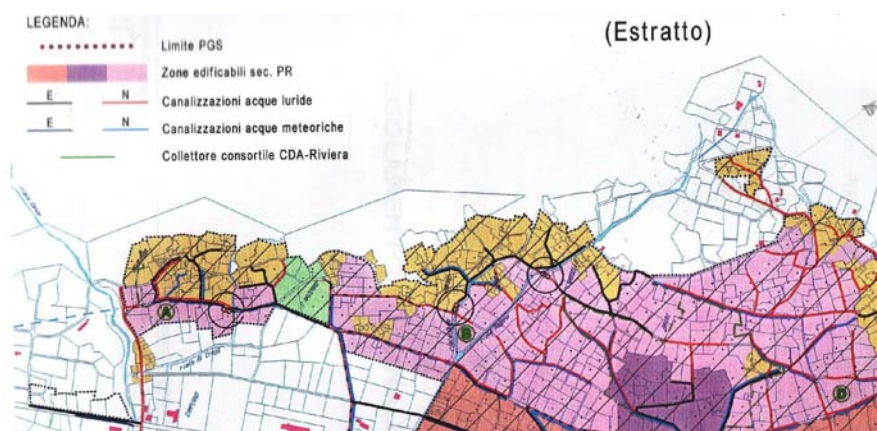 LEGENDA:
(Estratto)
Limite PGS
Zone edificabili sec. PR
E N
Canalizzazioni acque luride
E N
Canalizzazioni acque meteoriche
Collettore consortile CDA-Riviera
A
B
D